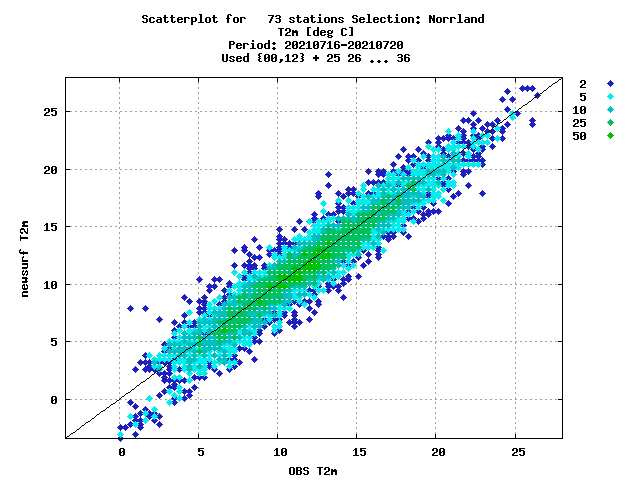 Scatterplot for 73 stations Selection: Norrland
T2m [deg C]
Period: 20210716-20210720
Used {00,12} + 25 26 ... 36
2
5
10
25
50
25
20
15
10
5
0
newsurf T2m
0 5 10 15 20 25
OBS T2m